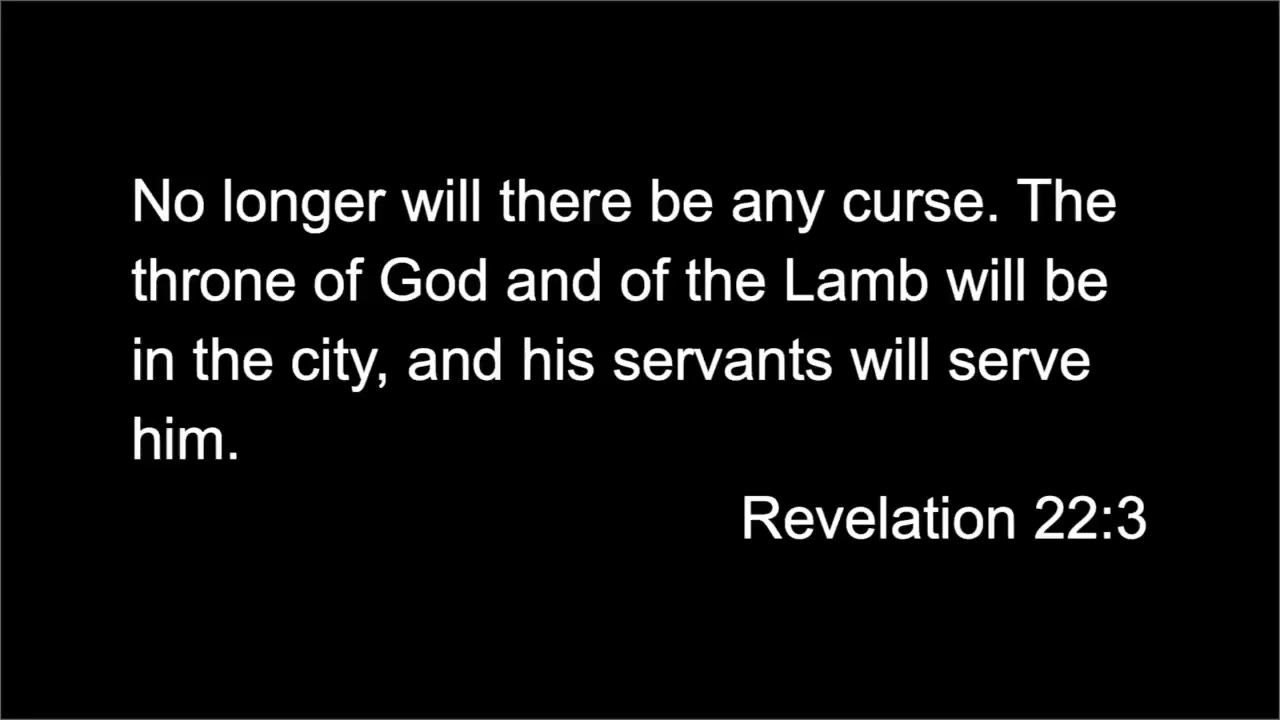 No longer will there be any curse. The
throne of God and of the Lamb will be
in the city, and his servants will serve
him.
Revelation 22:3